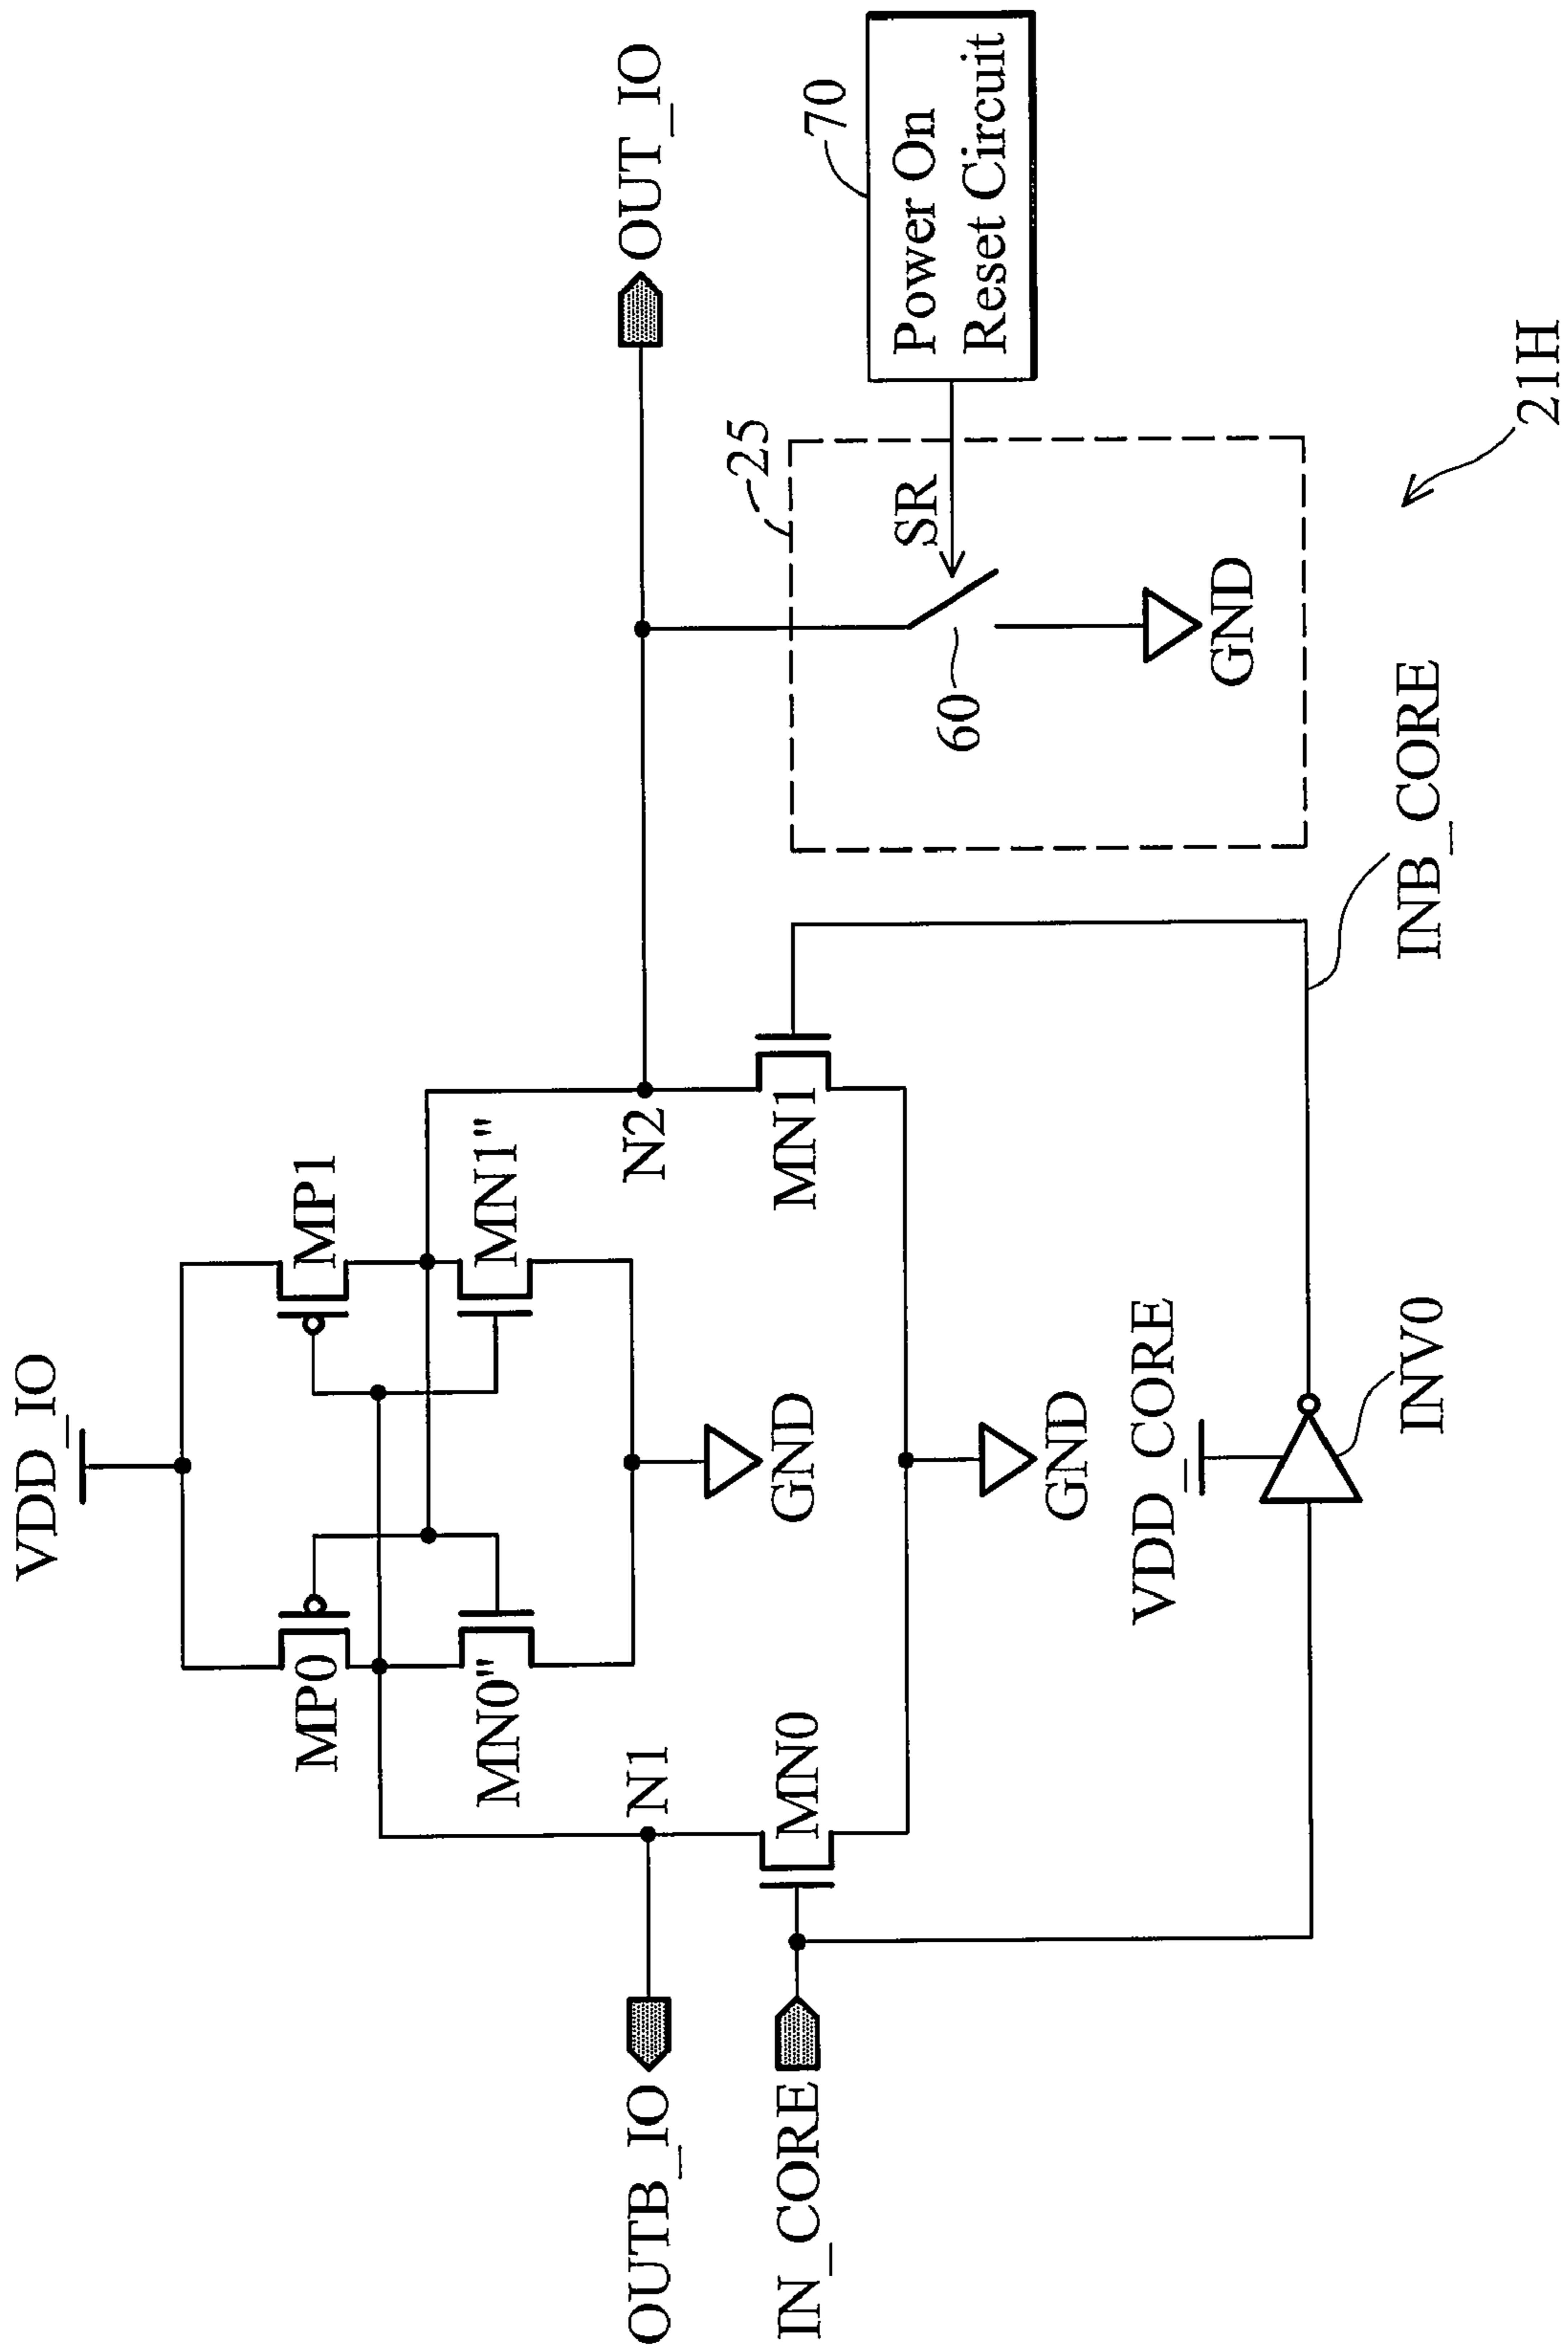 VDD_IO
MP0
MP1
MN0"
MN1"
OUTB_IO
N1
N2
OUT_IO
GND
25
70
IN_CORE
MN0
MN1
SR
Power On
Reset Circuit
60
GND
VDD_CORE
GND
INV0
INB_CORE
21H